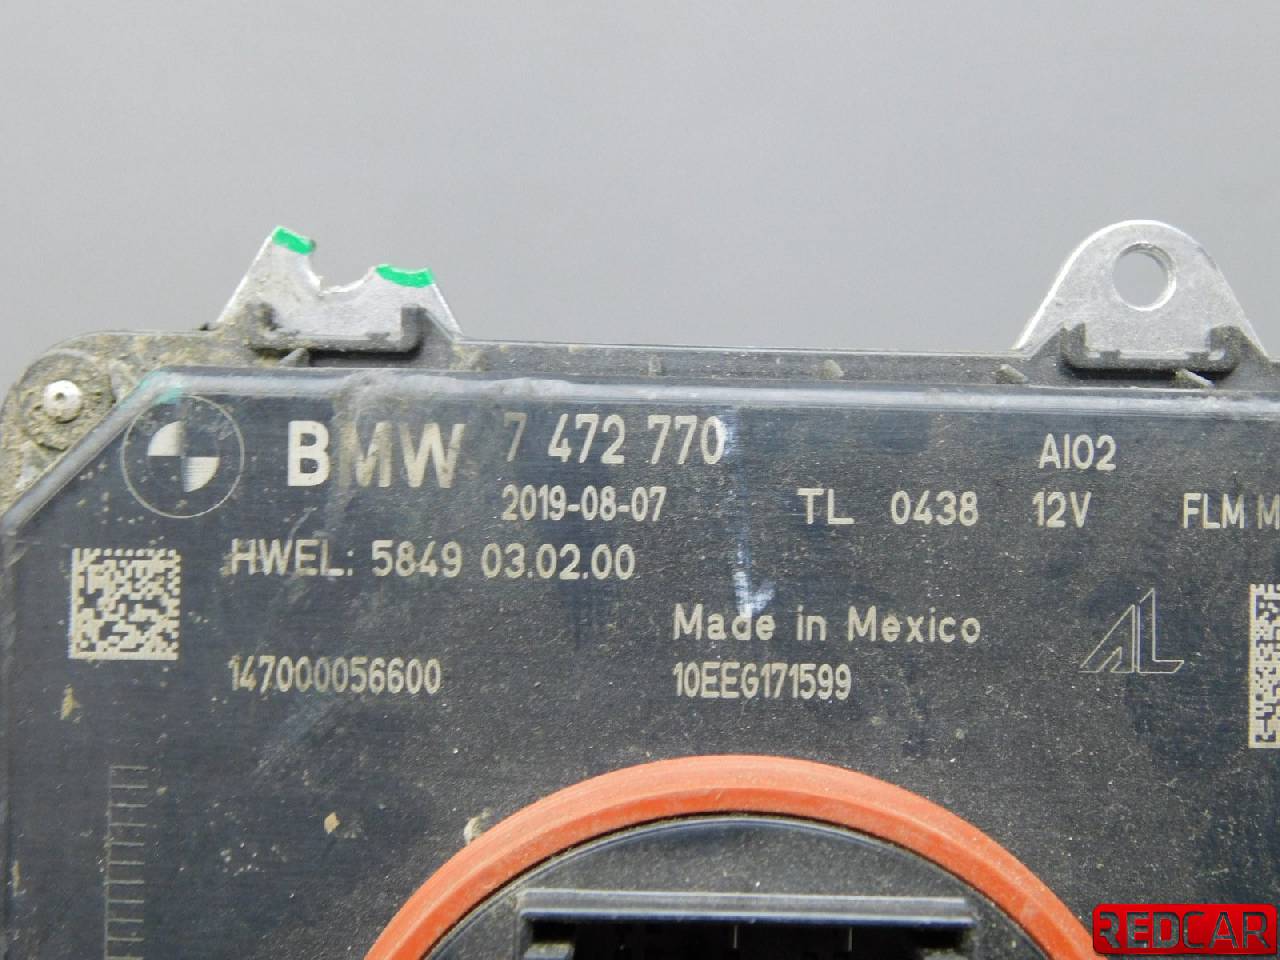 BMW 7 472 770 AI02
2019-08-07 TL 0438 12V FLM M
HWEL: 5849 03.02.00
Made in Mexico AL
147000056600 10EEG171599
REDCAR